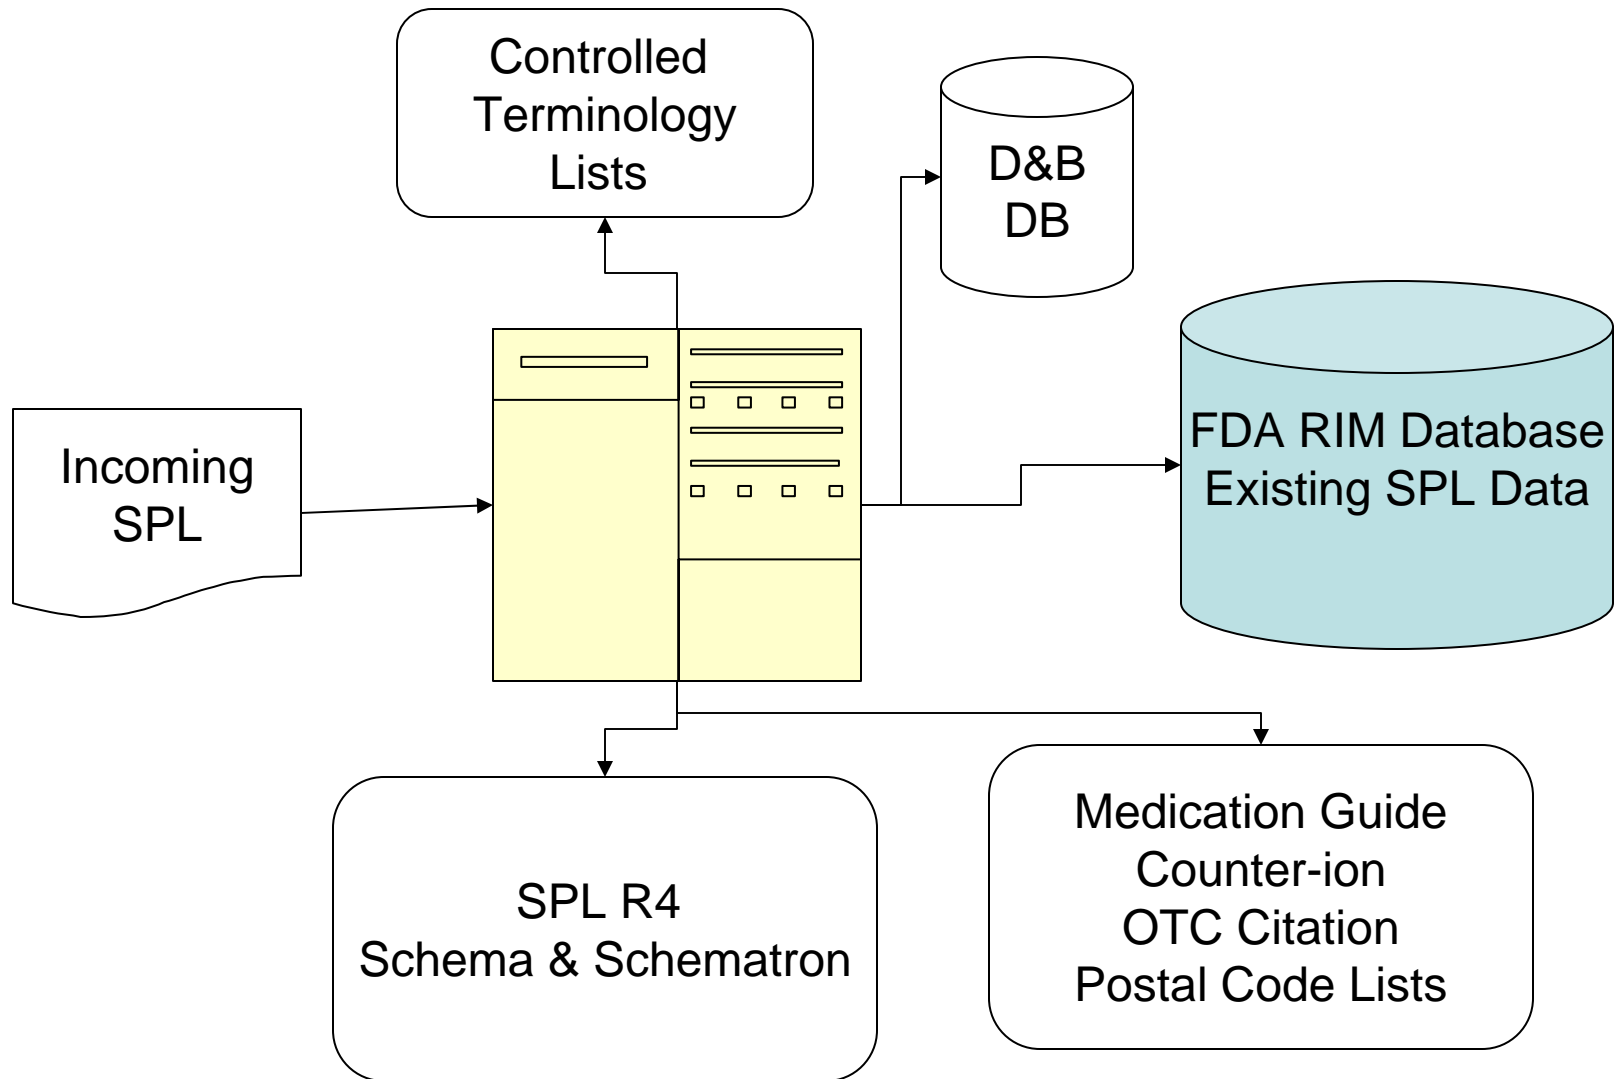 Controlled
Terminology
Lists
D&B
DB
Incoming
SPL
FDA RIM Database
Existing SPL Data
SPL R4
Schema & Schematron
Medication Guide
Counter-ion
OTC Citation
Postal Code Lists